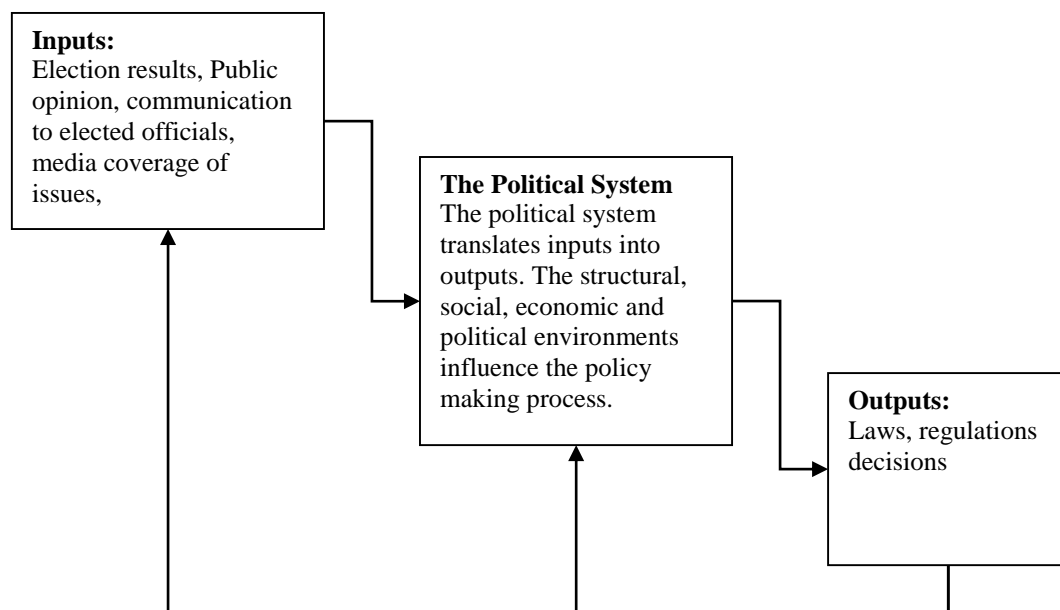 Inputs:
Election results, Public
opinion, communication
to elected officials,
media coverage of
issues,
The Political System
The political system
translates inputs into
outputs. The structural,
social, economic and
political environments
influence the policy
making process.
Outputs:
Laws, regulations
decisions